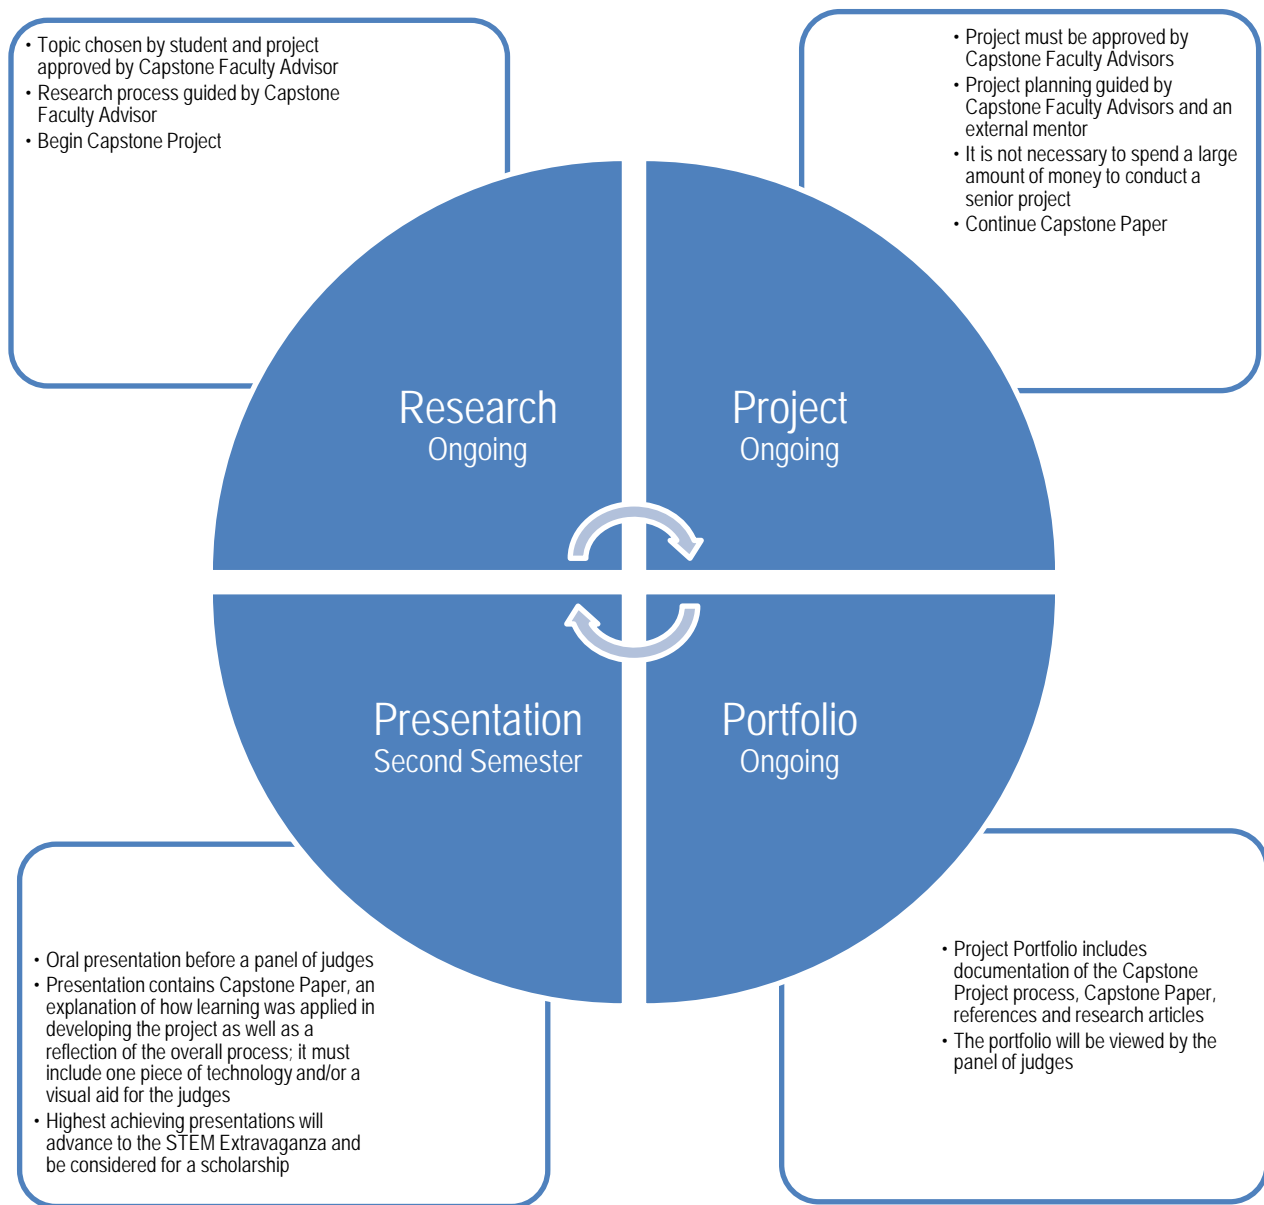 • Topic chosen by student and project
approved by Capstone Faculty Advisor
• Research process guided by Capstone
Faculty Advisor
• Begin Capstone Project
• Project must be approved by
Capstone Faculty Advisors
• Project planning guided by
Capstone Faculty Advisors and an
external mentor
• It is not necessary to spend a large
amount of money to conduct a
senior project
• Continue Capstone Paper
Research
Ongoing
Project
Ongoing
Presentation
Second Semester
Portfolio
Ongoing
• Oral presentation before a panel of judges
• Presentation contains Capstone Paper, an
explanation of how learning was applied in
developing the project as well as a
reflection of the overall process; it must
include one piece of technology and/or a
visual aid for the judges
• Highest achieving presentations will
advance to the STEM Extravaganza and
be considered for a scholarship
• Project Portfolio includes
documentation of the Capstone
Project process, Capstone Paper,
references and research articles
• The portfolio will be viewed by the
panel of judges